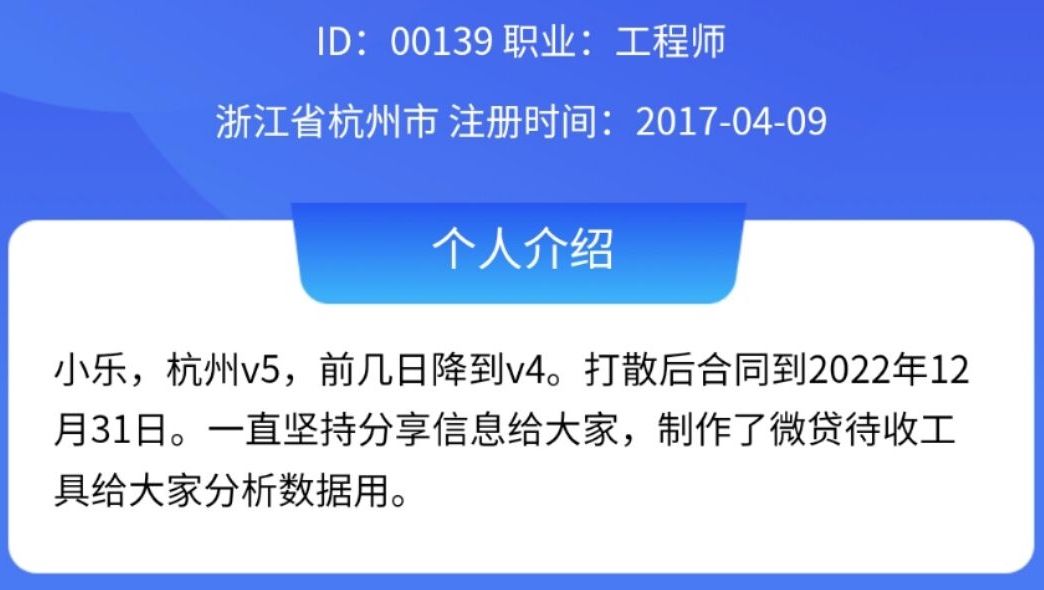 ID：00139 职业：工程师
浙江省杭州市 注册时间：2017-04-09
个人介绍
小乐，杭州v5，前几日降到v4。打散后合同到2022年12
月31日。一直坚持分享信息给大家，制作了微贷待收工
具给大家分析数据用。